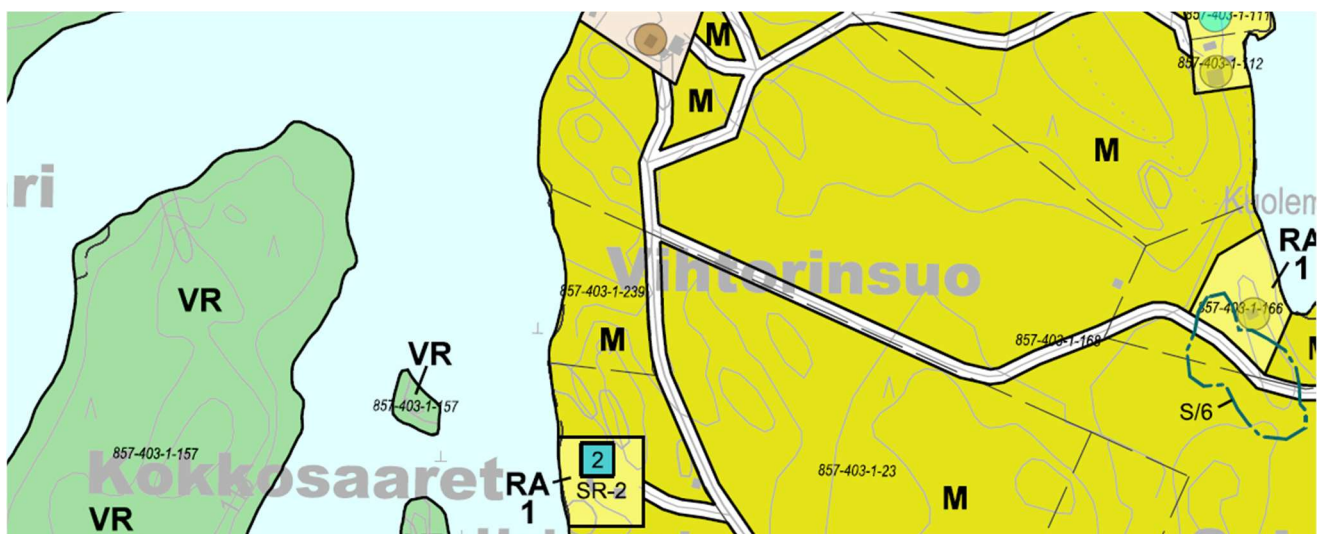 857-403-1-111
M
857-403-1-112
M
M
ri
Kuolem
RA
1
Vihtorinsuo
857-403-1-239
VR
857-403-1-166
M
857-403-1-168
VR
857-403-1-157
S/6
857-403-1-157
2
857-403-1-23
Kokkosaaret
RA
1
SR-2
M
VR